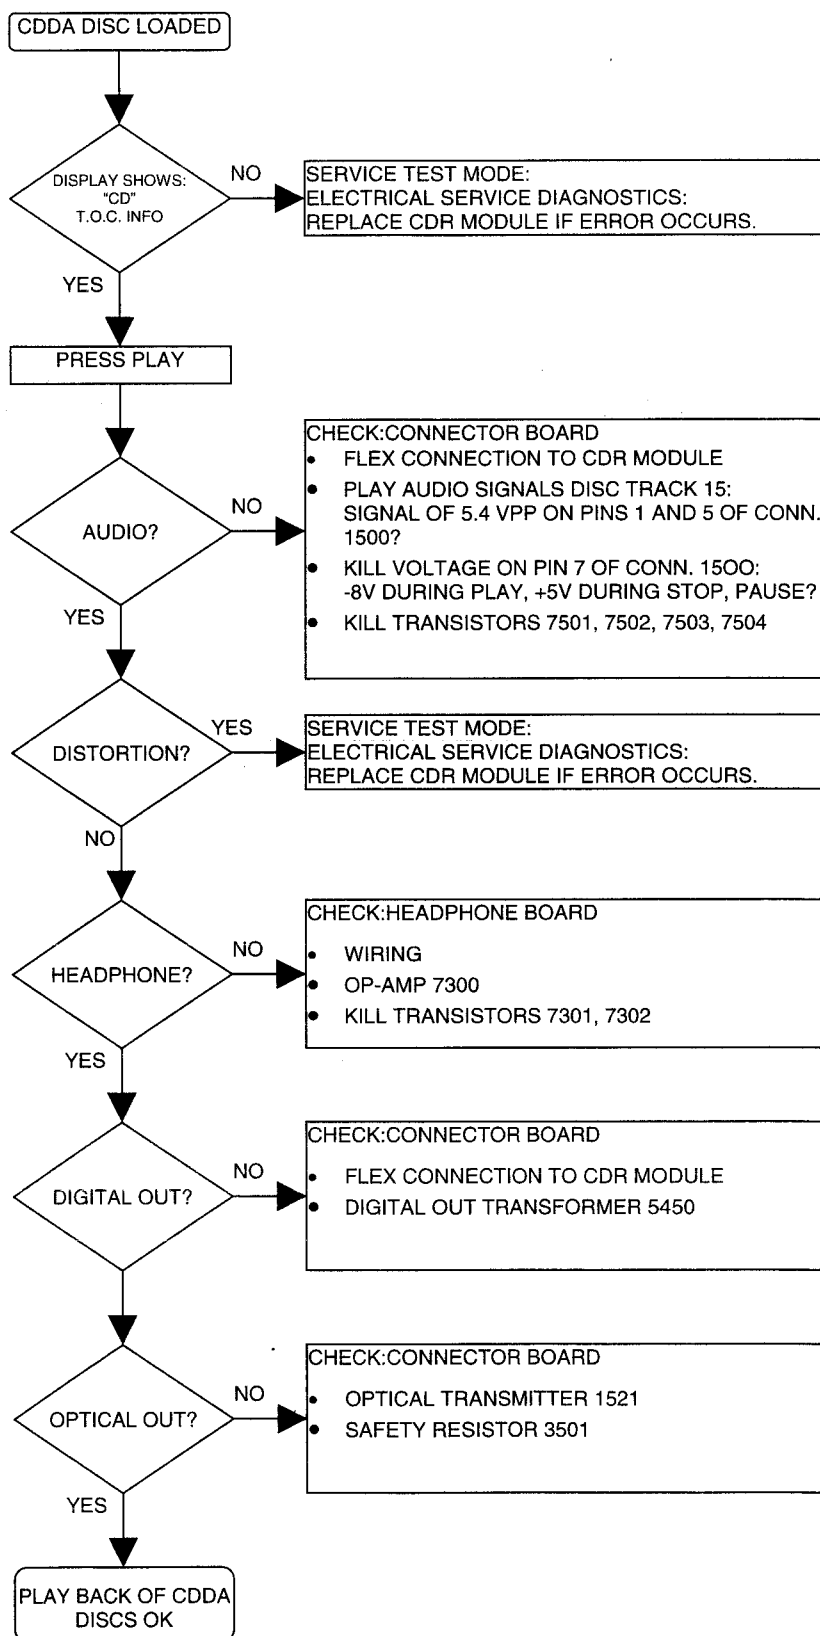 CDDA DISC LOADED
DISPLAY SHOWS:
"CD"
T.O.C. INFO
NO
SERVICE TEST MODE:
ELECTRICAL SERVICE DIAGNOSTICS:
REPLACE CDR MODULE IF ERROR OCCURS.
YES
PRESS PLAY
AUDIO?
NO
CHECK:CONNECTOR BOARD
• FLEX CONNECTION TO CDR MODULE
• PLAY AUDIO SIGNALS DISC TRACK 15:
SIGNAL OF 5.4 VPP ON PINS 1 AND 5 OF CONN.
1500?
• KILL VOLTAGE ON PIN 7 OF CONN. 15OO:
-8V DURING PLAY, +5V DURING STOP, PAUSE?
• KILL TRANSISTORS 7501, 7502, 7503, 7504
YES
DISTORTION?
YES
SERVICE TEST MODE:
ELECTRICAL SERVICE DIAGNOSTICS:
REPLACE CDR MODULE IF ERROR OCCURS.
NO
HEADPHONE?
NO
CHECK:HEADPHONE BOARD
• WIRING
• OP-AMP 7300
• KILL TRANSISTORS 7301, 7302
YES
DIGITAL OUT?
NO
CHECK:CONNECTOR BOARD
• FLEX CONNECTION TO CDR MODULE
• DIGITAL OUT TRANSFORMER 5450
OPTICAL OUT?
NO
CHECK:CONNECTOR BOARD
• OPTICAL TRANSMITTER 1521
• SAFETY RESISTOR 3501
YES
PLAY BACK OF CDDA
DISCS OK